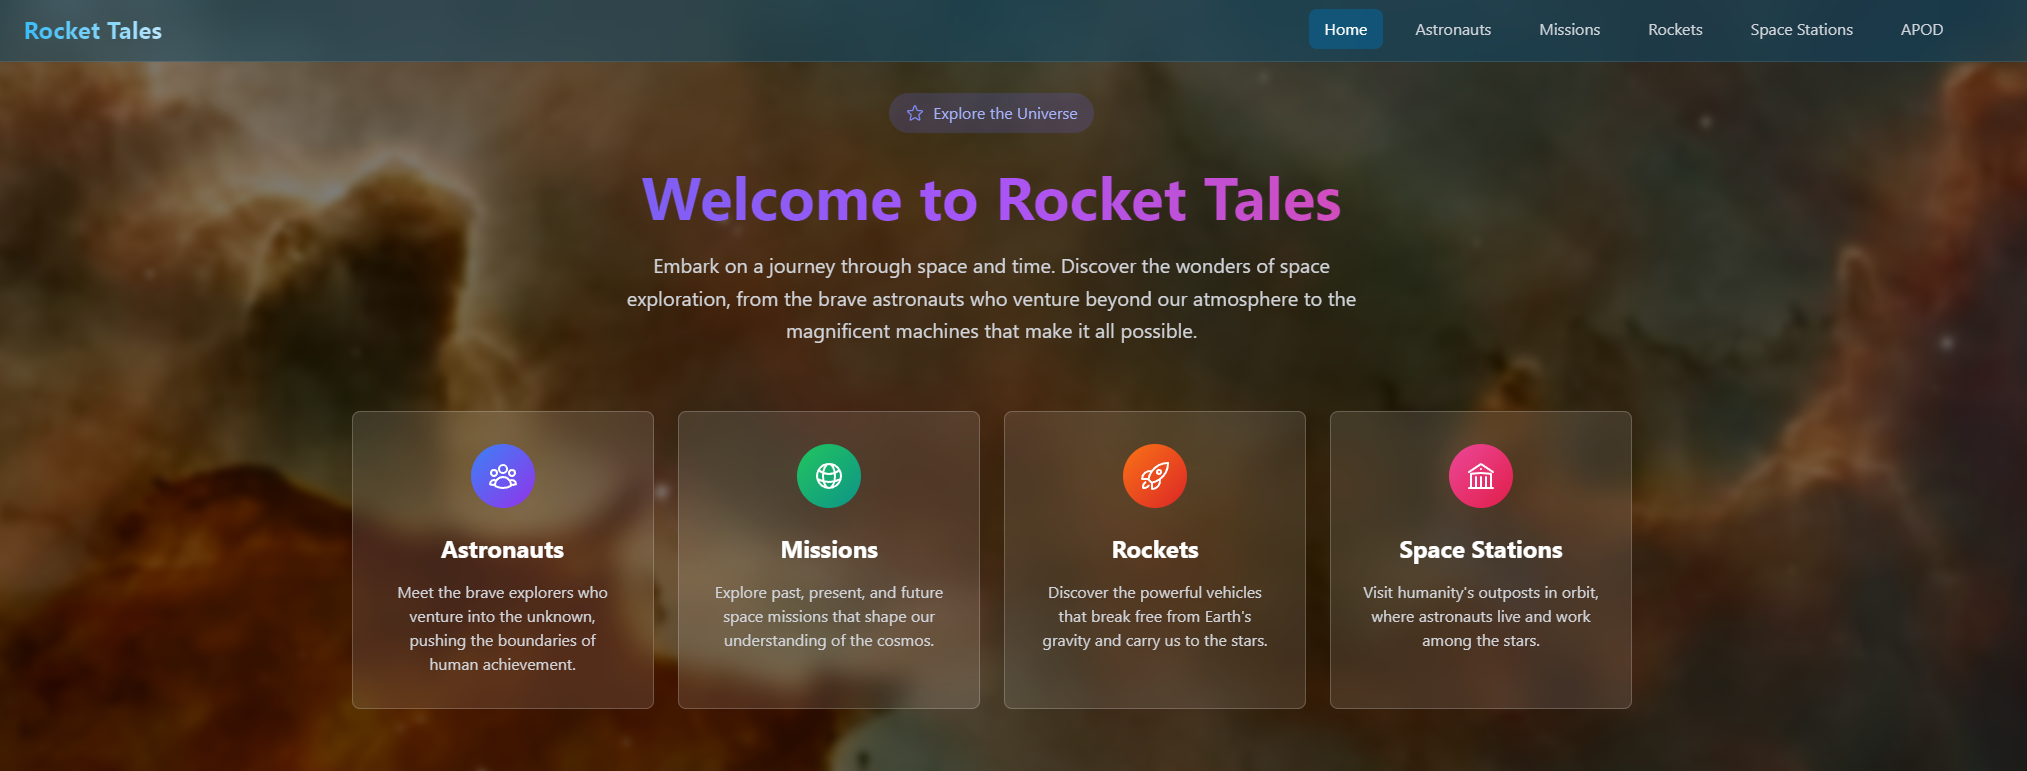 Rocket Tales
Home
Astronauts
Missions
Rockets
Space Stations
APOD
Explore the Universe
Welcome to Rocket Tales
Embark on a journey through space and time. Discover the wonders of space
exploration, from the brave astronauts who venture beyond our atmosphere to the
magnificent machines that make it all possible.
Astronauts
Meet the brave explorers who
venture into the unknown,
pushing the boundaries of
human achievement.
Missions
Explore past, present, and future
space missions that shape our
understanding of the cosmos.
Rockets
Discover the powerful vehicles
that break free from Earth's
gravity and carry us to the stars.
Space Stations
Visit humanity's outposts in orbit,
where astronauts live and work
among the stars.